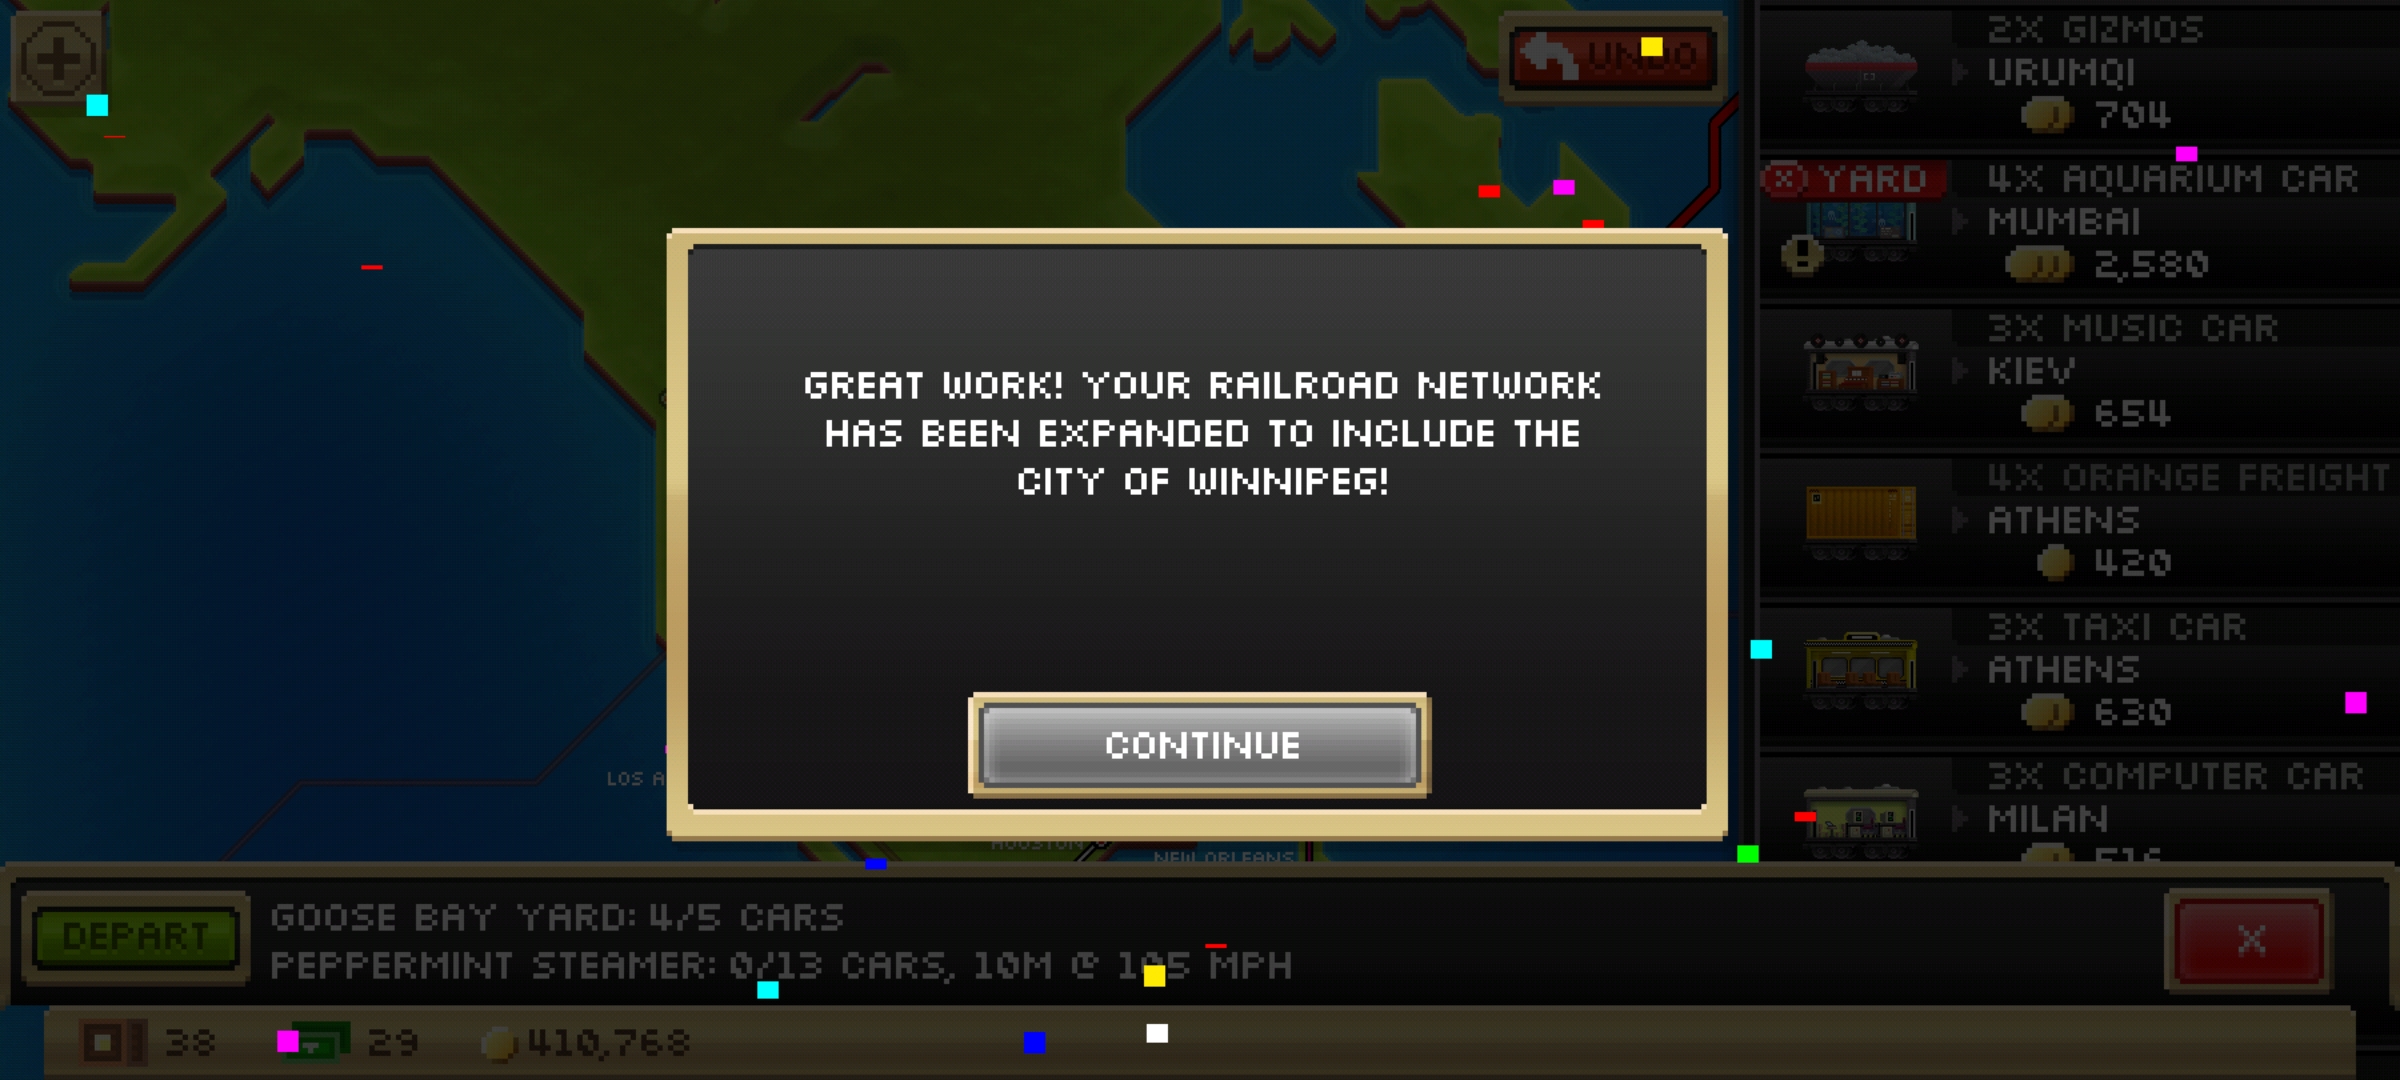 UNDO
2X GIZMOS
URUMQI
704
YARD
4X AQUARIUM CAR
MUMBAI
2,580
3X MUSIC CAR
KIEV
654
4X ORANGE FREIGHT
ATHENS
420
3X TAXI CAR
ATHENS
630
3X COMPUTER CAR
MILAN
516
GREAT WORK! YOUR RAILROAD NETWORK
HAS BEEN EXPANDED TO INCLUDE THE
CITY OF WINNIPEG!
CONTINUE
LOS A
HOUSTON
NEW ORLEANS
DEPART
GOOSE BAY YARD: 4/5 CARS
PEPPERMINT STEAMER: 0/13 CARS, 10M @ 105 MPH
X
38
29
410,768